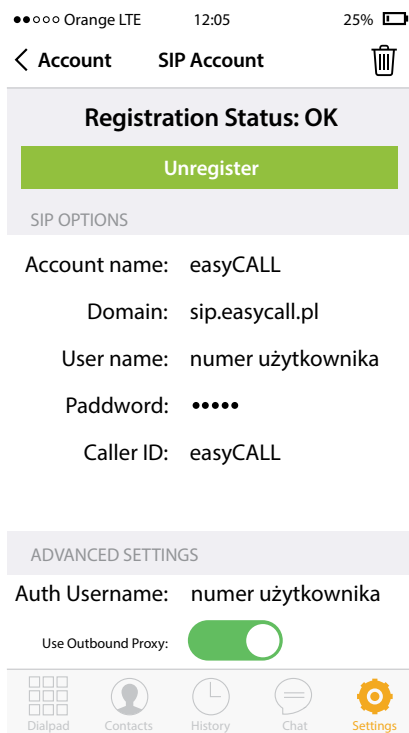 Orange LTE 12:05 25%
Account SIP Account
Registration Status: OK
Unregister
SIP OPTIONS
Account name: easyCALL
Domain: sip.easycall.pl
User name: numer użytkownika
Paddword: •••••
Caller ID: easyCALL
ADVANCED SETTINGS
Auth Username: numer użytkownika
Use Outbound Proxy:
Dialpad Contacts History Chat Settings